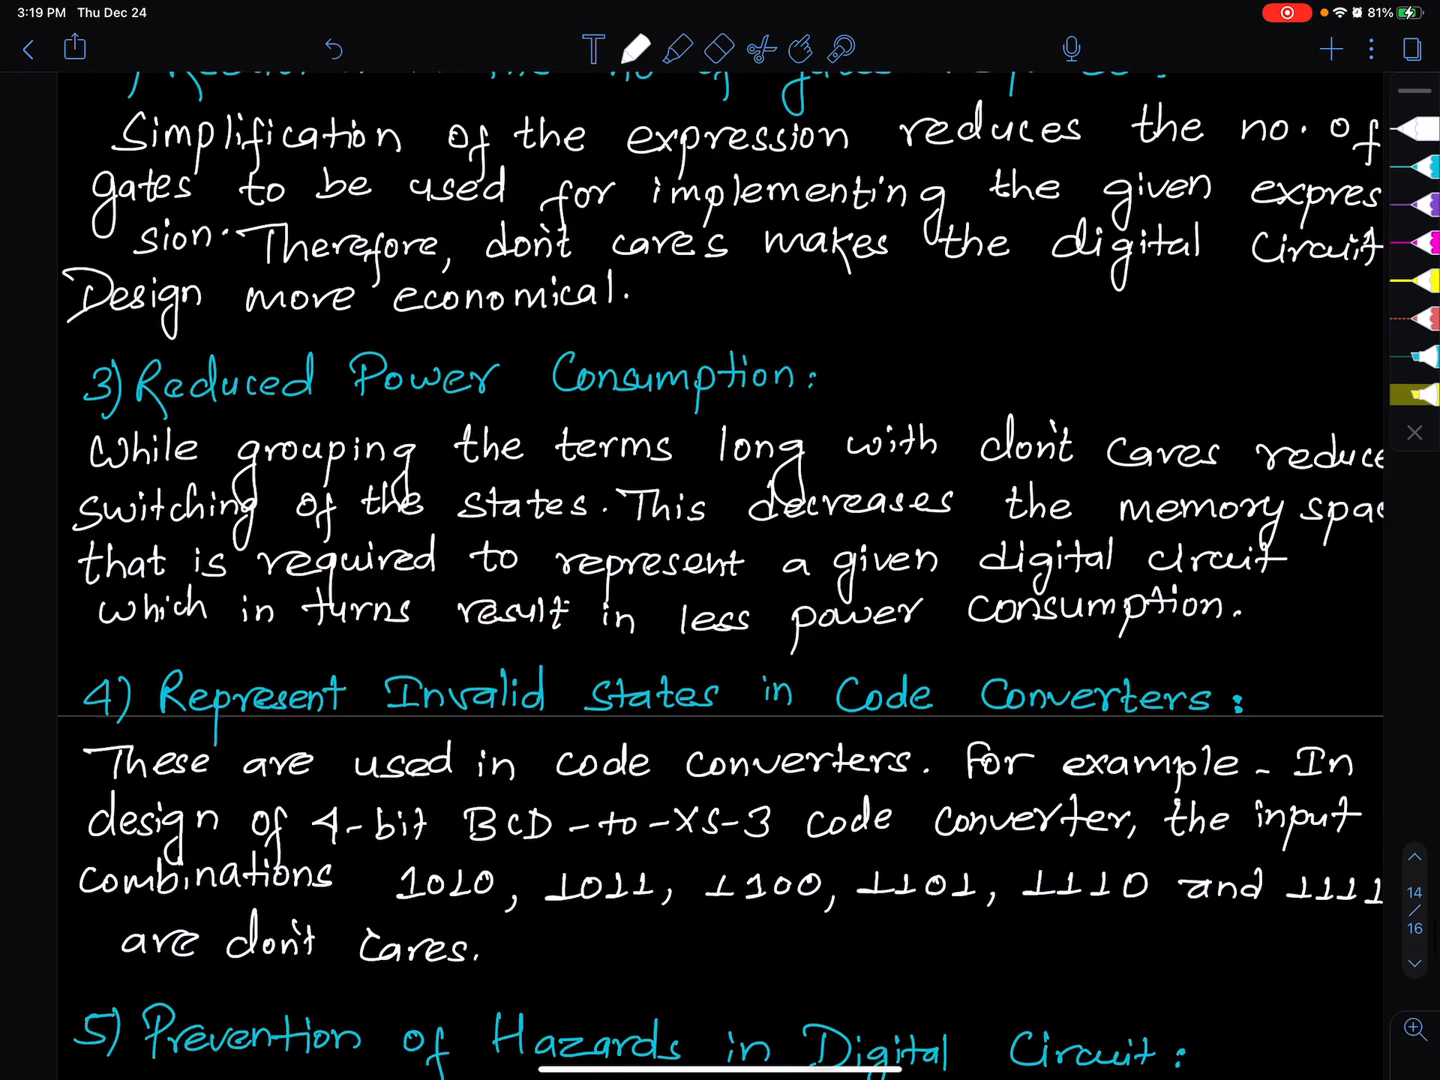 3:19 PM Thu Dec 24
81%
Simplification of the expression reduces the no. of
gates to be used for implementing the given expres
sion. Therefore, don't cares makes the digital Circuit
Design more economical.
3) Reduced Power Consumption:
While grouping the terms long with don't cares reduce
switching of the states. This decreases the memory spac
that is required to represent a given digital circuit
which in turns result in less power consumption.
4) Represent Invalid States in Code Converters:
These are used in code converters. For example - In
design of 4-bit BCD-to-XS-3 code converter, the input
combinations 1010, 1011, 1100, 1101, 1110 and 1111
are don't cares.
5) Prevention of Hazards in Digital Circuit:
14
/
16